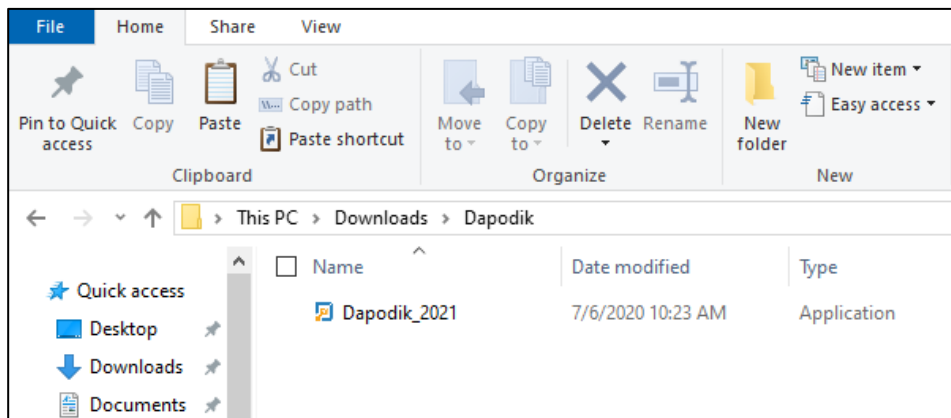 File Home Share View
Pin to Quick access
Copy
Paste
Cut
Copy path
Paste shortcut
Clipboard
Move to
Copy to
Delete
Rename
Organize
New folder
New item
Easy access
New
This PC > Downloads > Dapodik
Name Date modified Type
Dapodik_2021 7/6/2020 10:23 AM Application
Quick access
Desktop
Downloads
Documents